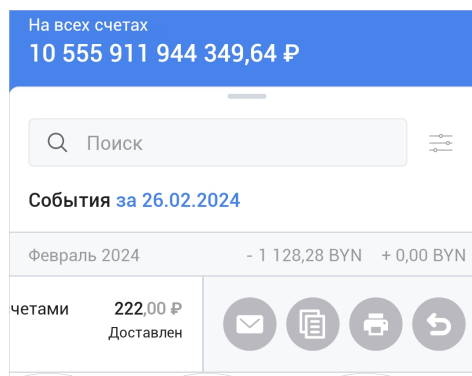 На всех счетах
10 555 911 944 349,64 ₽
Поиск
События за 26.02.2024
Февраль 2024 - 1 128,28 BYN + 0,00 BYN
четами 222,00 ₽
Доставлен